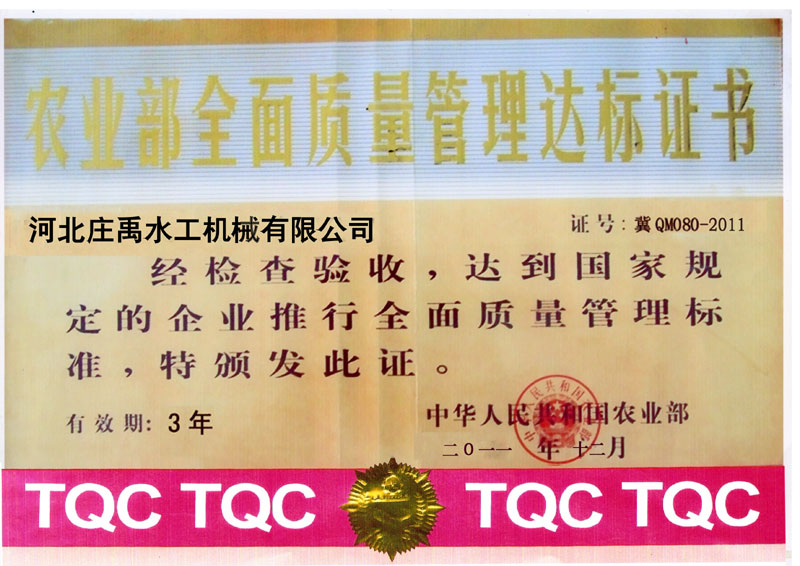 农业部全面质量管理达标证书
河北庄禹水工机械有限公司
证号:冀QM080-2011
经检查验收,达到国家规
定的企业推行全面质量管理标
准,特颁发此证。
有效期:3年
中华人民共和国农业部
二0一一年十二月
TQC TQC TQC TQC